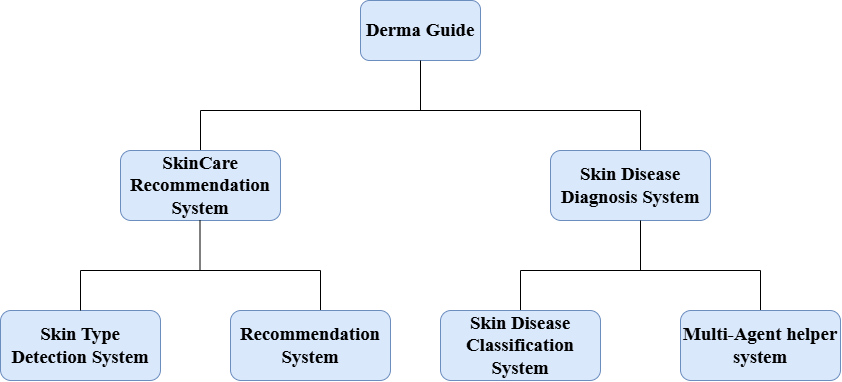 Derma Guide
SkinCare
Recommendation
System
Skin Disease
Diagnosis System
Skin Type
Detection System
Recommendation
System
Skin Disease
Classification
System
Multi-Agent helper
system